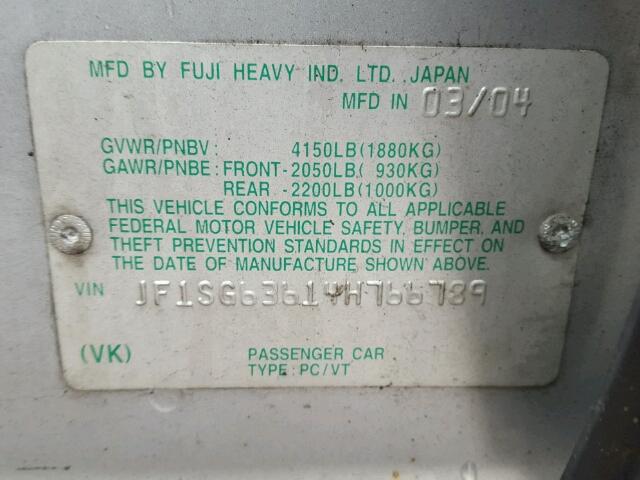 MFD BY FUJI HEAVY IND. LTD. JAPAN
MFD IN 03/04
GVWR/PNBV: 4150LB(1880KG)
GAWR/PNBE: FRONT-2050LB( 930KG)
REAR -2200LB(1000KG)
THIS VEHICLE CONFORMS TO ALL APPLICABLE
FEDERAL MOTOR VEHICLE SAFETY, BUMPER, AND
THEFT PREVENTION STANDARDS IN EFFECT ON
THE DATE OF MANUFACTURE SHOWN ABOVE.
VIN JF1SG63614H766789
(VK) PASSENGER CAR
TYPE: PC/VT